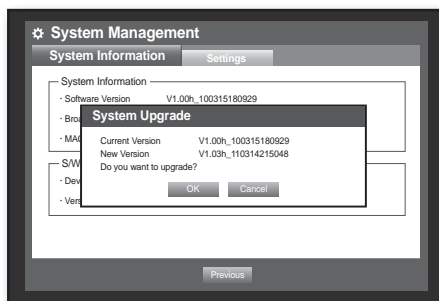 System Management
System Information Settings
System Information
· Software Version V1.00h_100315180929
· Broa
· MAC
System Upgrade
Current Version V1.00h_100315180929
New Version V1.03h_110314215048
Do you want to upgrade?
OK Cancel
S/W
· Dev
· Vers
Previous